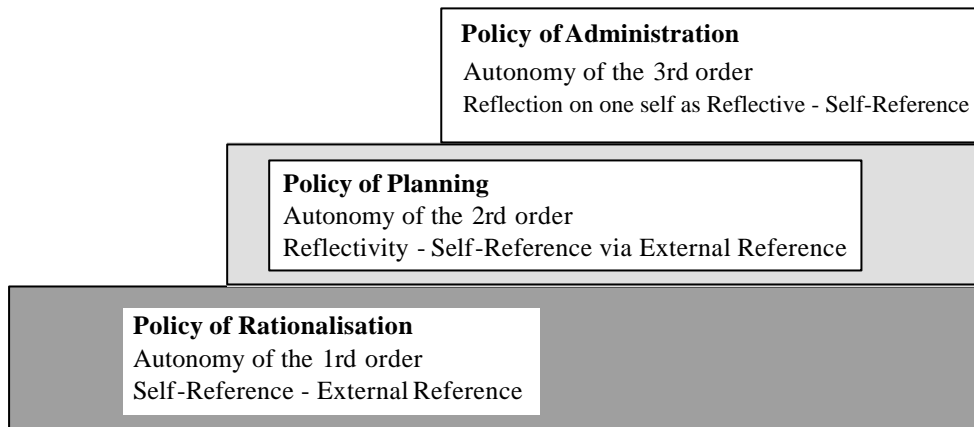 Policy of Administration
Autonomy of the 3rd order
Reflection on one self as Reflective - Self-Reference
Policy of Planning
Autonomy of the 2rd order
Reflectivity - Self-Reference via External Reference
Policy of Rationalisation
Autonomy of the 1rd order
Self-Reference - External Reference